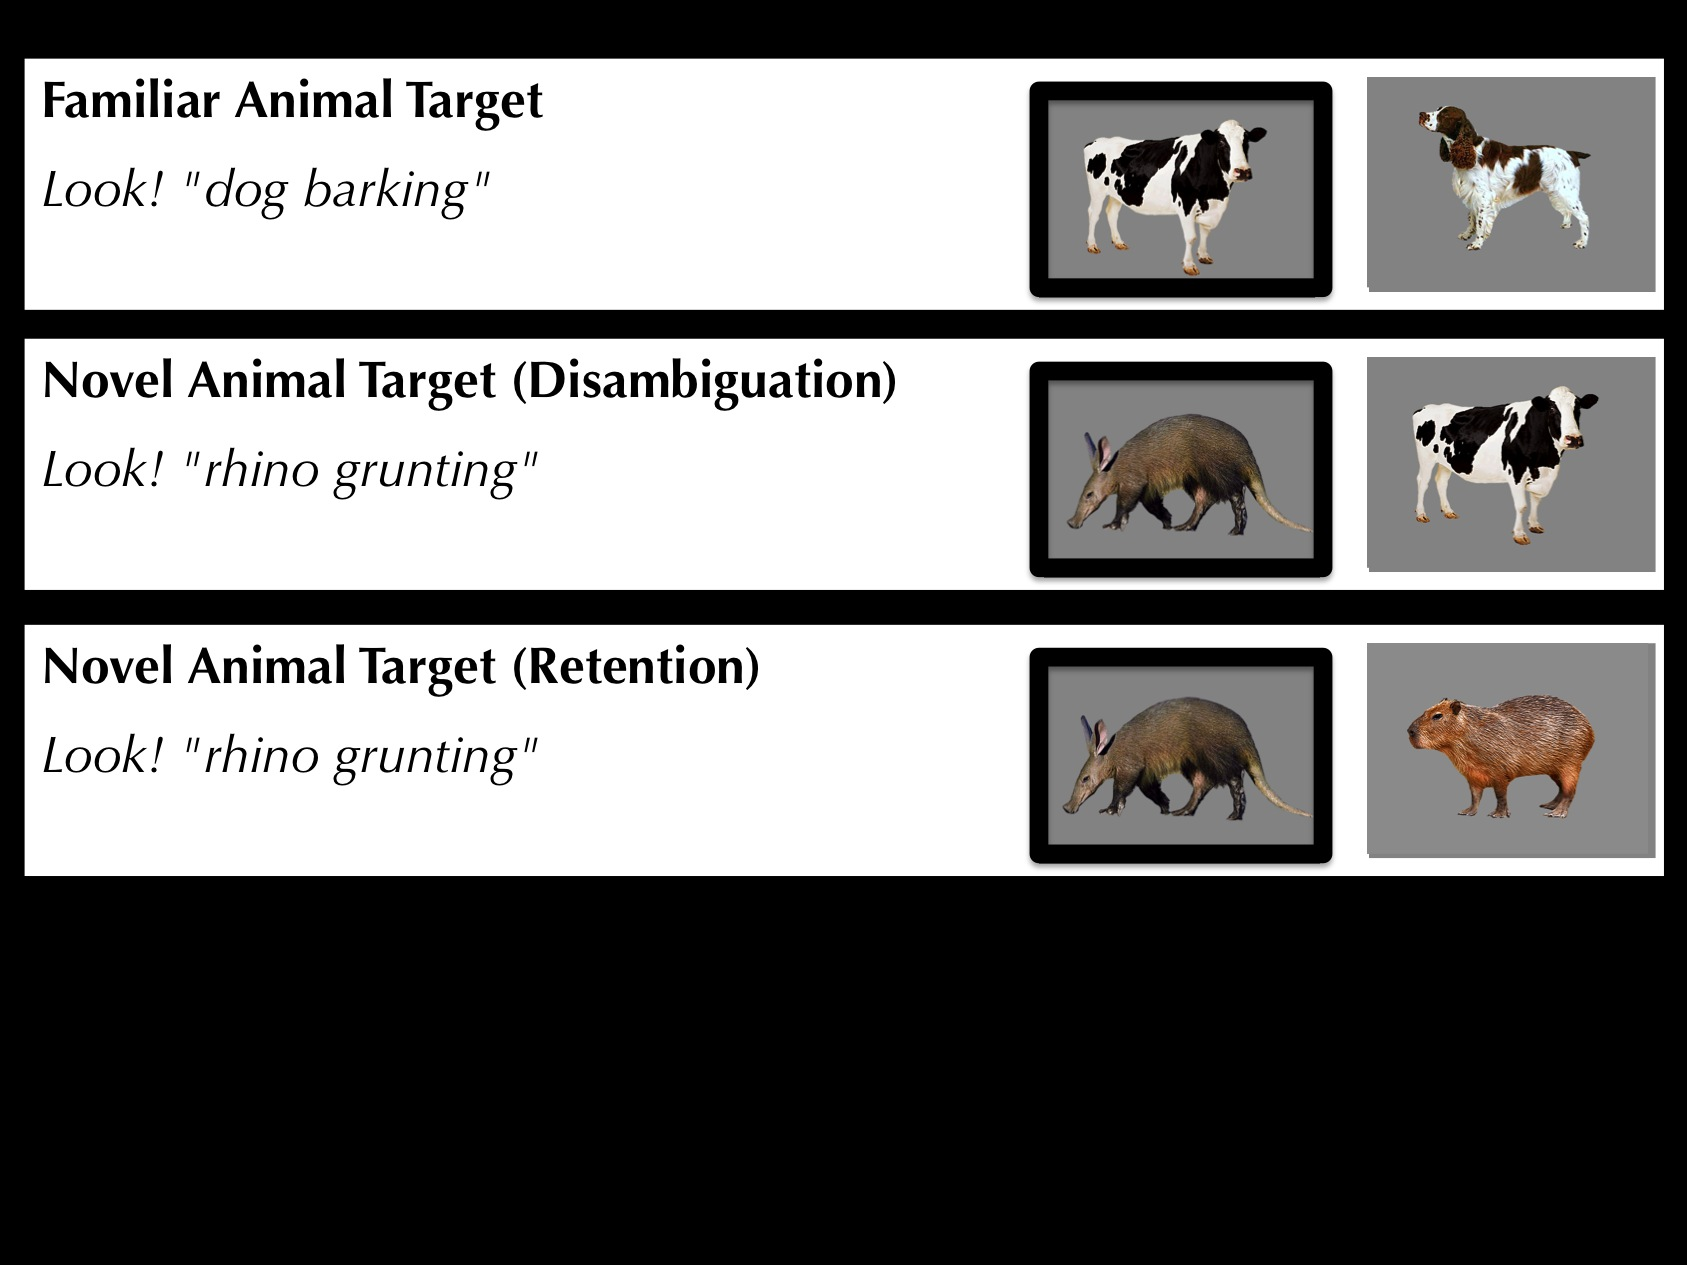 Familiar Animal Target
Look! "dog barking"
Novel Animal Target (Disambiguation)
Look! "rhino grunting"
Novel Animal Target (Retention)
Look! "rhino grunting"